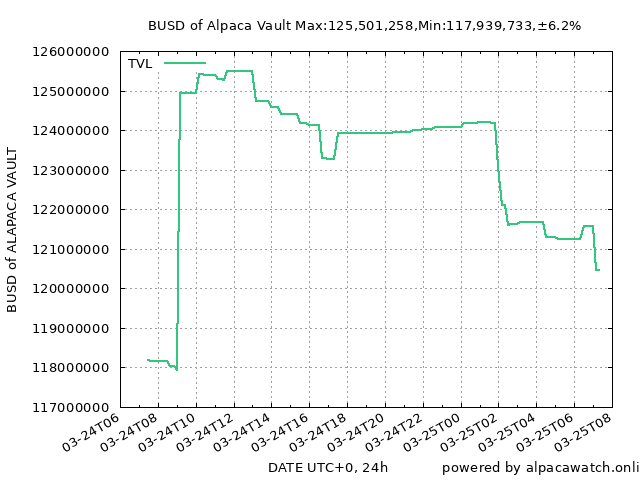 BUSD of Alpaca Vault Max:125,501,258,Min:117,939,733,±6.2%
TVL
126000000
125000000
124000000
123000000
122000000
121000000
120000000
119000000
118000000
117000000
BUSD of ALAPACA VAULT
03-24T06
03-24T08
03-24T10
03-24T12
03-24T14
03-24T16
03-24T18
03-24T20
03-24T22
03-25T00
03-25T02
03-25T04
03-25T06
03-25T08
DATE UTC+0, 24h
powered by alpacawatch.onli